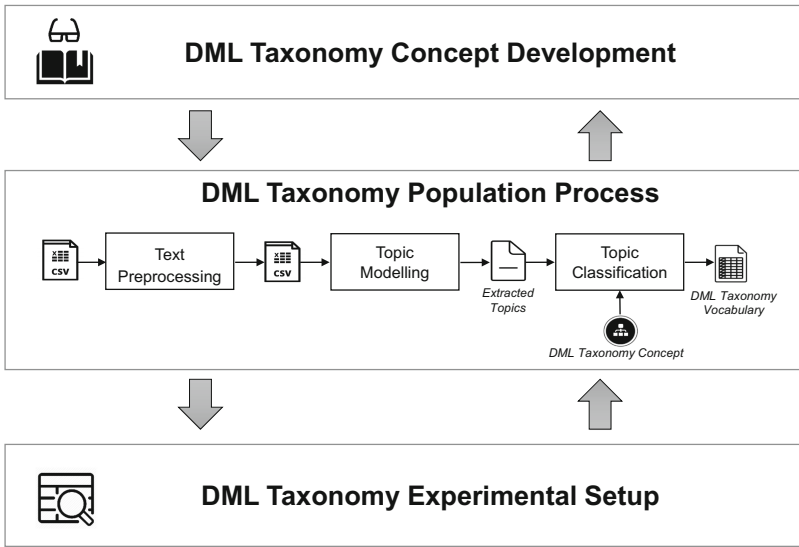 DML Taxonomy Concept Development
DML Taxonomy Population Process
CSV
Text
Preprocessing
CSV
Topic
Modelling
Extracted
Topics
Topic
Classification
DML Taxonomy
Vocabulary
DML Taxonomy Concept
DML Taxonomy Experimental Setup